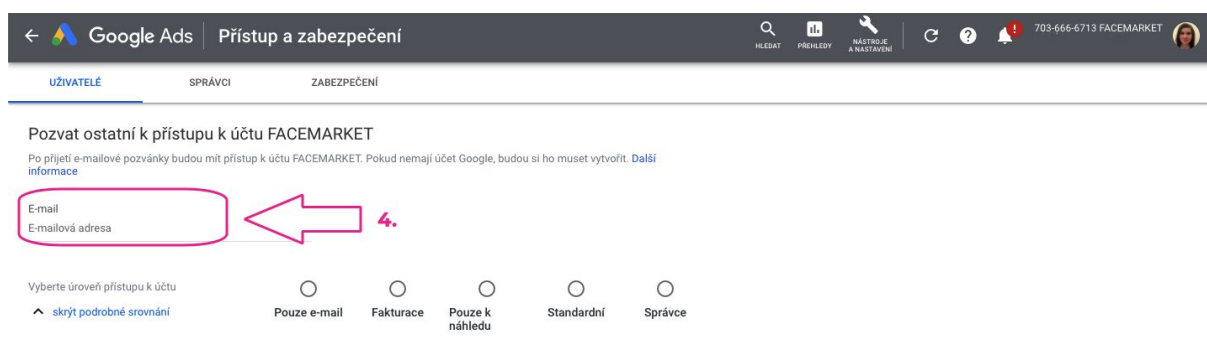 Google Ads Přístup a zabezpečení
HLEDAT
PŘEHLEDY
NÁSTROJE
A NASTAVENÍ
703-666-6713 FACEMARKET
UŽIVATELÉ SPRÁVCI ZABEZPEČENÍ
Pozvat ostatní k přístupu k účtu FACEMARKET
Po přijetí e-mailové pozvánky budou mít přístup k účtu FACEMARKET. Pokud nemají účet Google, budou si ho muset vytvořit. Další
informace
E-mail
E-mailová adresa
4.
Vyberte úroveň přístupu k účtu
skrýt podrobné srovnání
Pouze e-mail
Fakturace
Pouze k
náhledu
Standardní
Správce